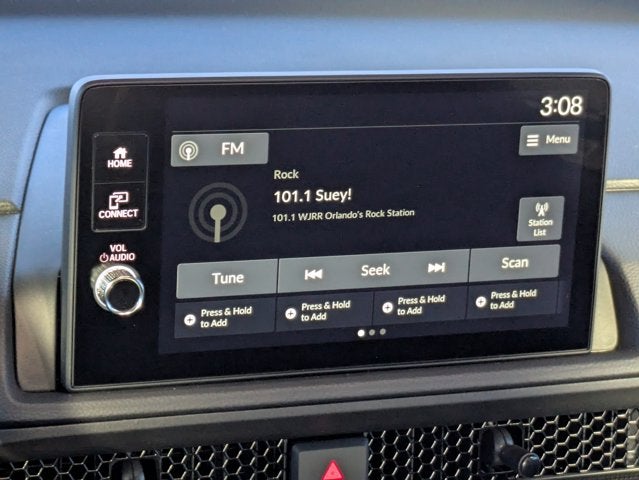 3:08
HOME
CONNECT
VOL
AUDIO
FM
Menu
Rock
101.1 Suey!
101.1 WJRR Orlando's Rock Station
Station
List
Tune
Seek
Scan
Press & Hold
to Add
Press & Hold
to Add
Press & Hold
to Add
Press & Hold
to Add